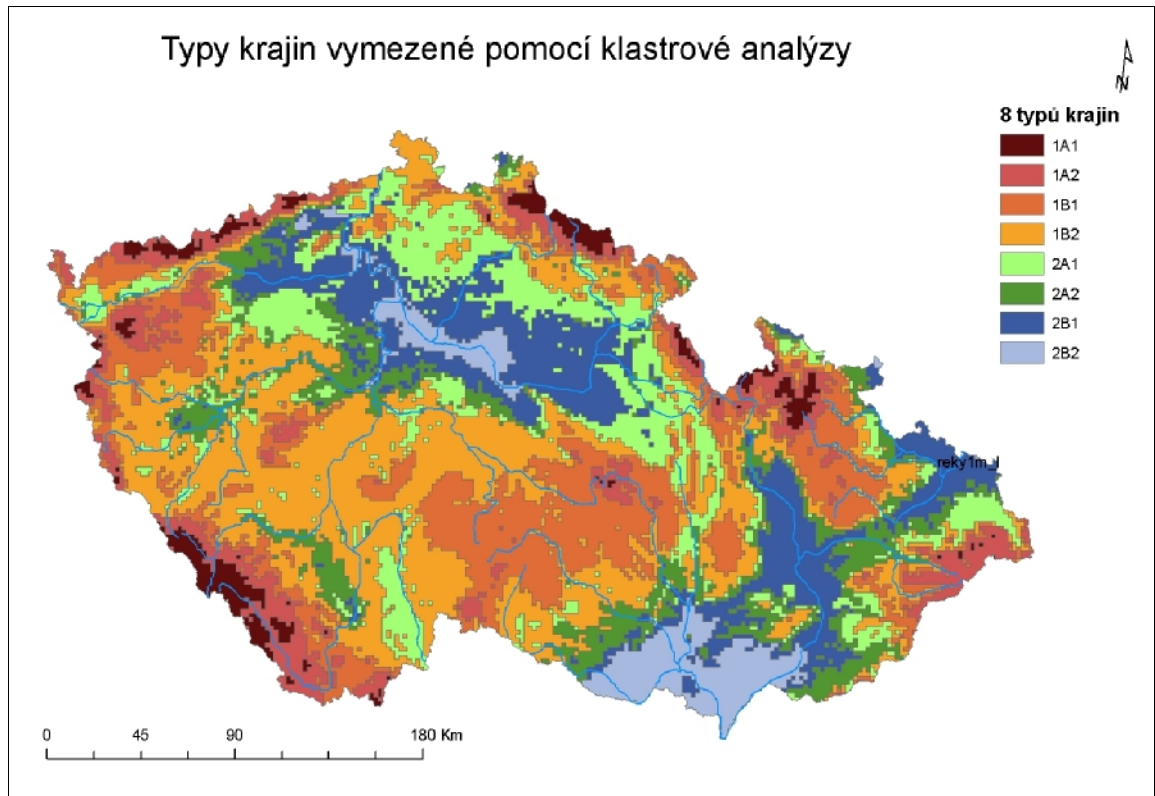 Typy krajin vymezené pomocí klastrové analýzy
N
8 typů krajin
1A1
1A2
1B1
1B2
2A1
2A2
2B1
2B2
reky1m_l
0 45 90 180 Km